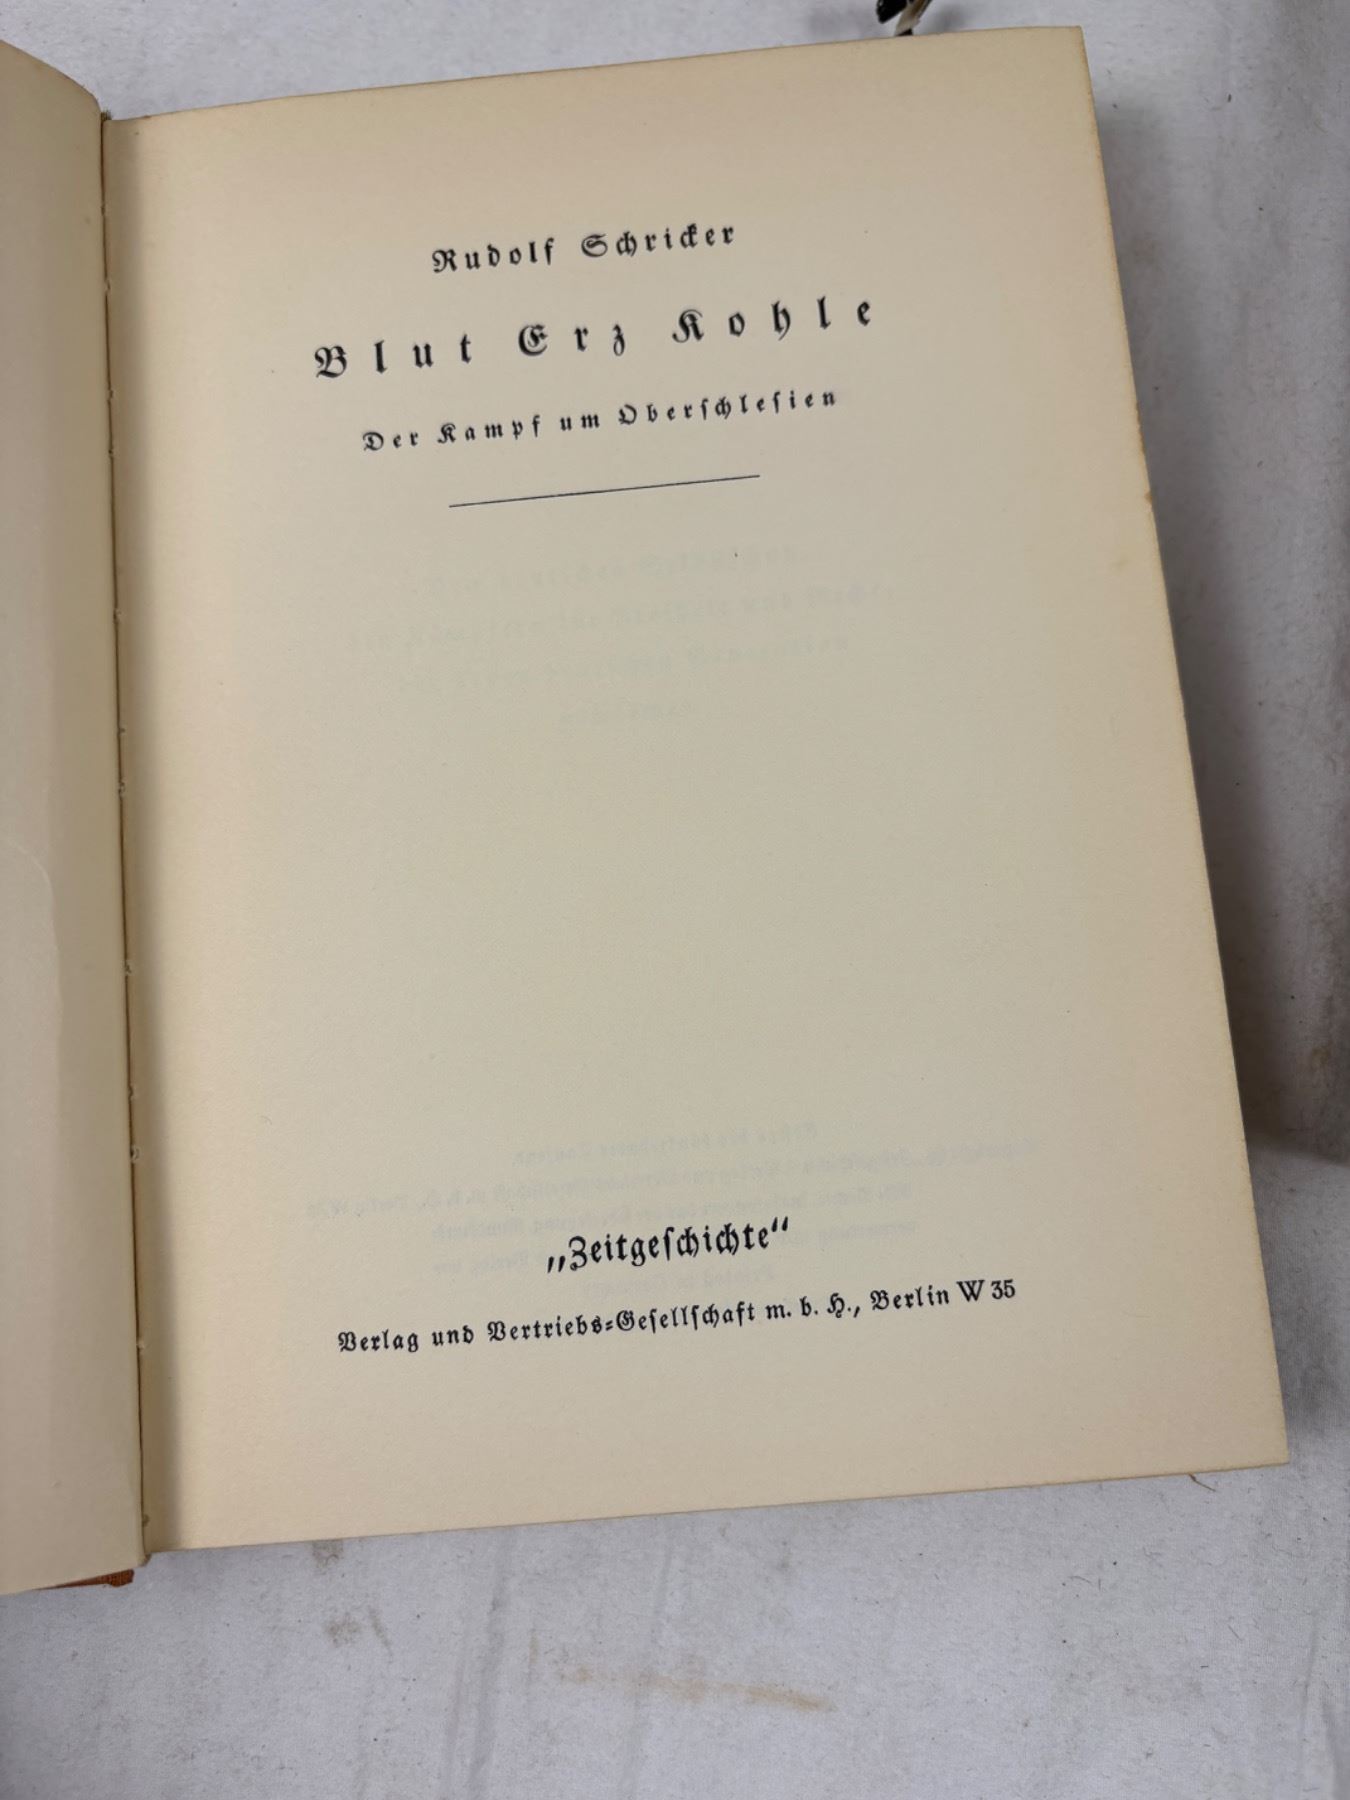 Rudolf Schricker
Blut Erz Kohle
Der Kampf um Oberſchleſien
„Zeitgeſchichte“
Verlag und Vertriebs-Geſellſchaft m. b. H., Berlin W 35